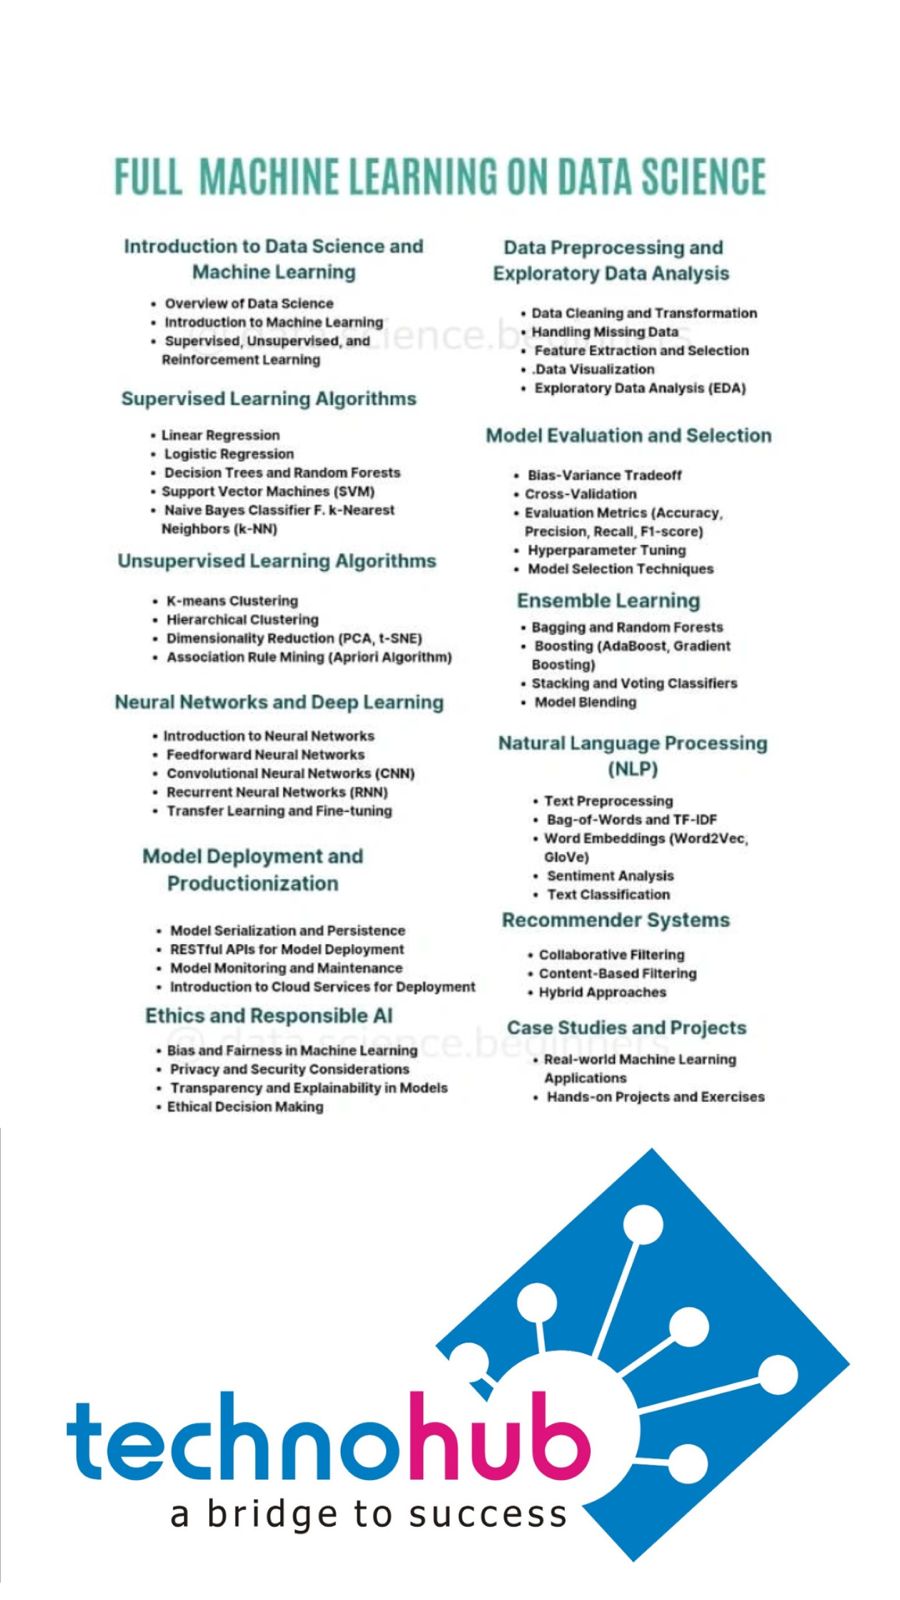 FULL MACHINE LEARNING ON DATA SCIENCE
Introduction to Data Science and
Machine Learning
• Overview of Data Science
• Introduction to Machine Learning
• Supervised, Unsupervised, and
Reinforcement Learning
Supervised Learning Algorithms
• Linear Regression
• Logistic Regression
• Decision Trees and Random Forests
• Support Vector Machines (SVM)
• Naive Bayes Classifier F. k-Nearest
Neighbors (k-NN)
Unsupervised Learning Algorithms
• K-means Clustering
• Hierarchical Clustering
• Dimensionality Reduction (PCA, t-SNE)
• Association Rule Mining (Apriori Algorithm)
Neural Networks and Deep Learning
• Introduction to Neural Networks
• Feedforward Neural Networks
• Convolutional Neural Networks (CNN)
• Recurrent Neural Networks (RNN)
• Transfer Learning and Fine-tuning
Model Deployment and
Productionization
• Model Serialization and Persistence
• RESTful APIs for Model Deployment
• Model Monitoring and Maintenance
• Introduction to Cloud Services for Deployment
Ethics and Responsible AI
• Bias and Fairness in Machine Learning
• Privacy and Security Considerations
• Transparency and Explainability in Models
• Ethical Decision Making
Data Preprocessing and
Exploratory Data Analysis
• Data Cleaning and Transformation
• Handling Missing Data
• Feature Extraction and Selection
• .Data Visualization
• Exploratory Data Analysis (EDA)
Model Evaluation and Selection
• Bias-Variance Tradeoff
• Cross-Validation
• Evaluation Metrics (Accuracy,
Precision, Recall, F1-score)
• Hyperparameter Tuning
• Model Selection Techniques
Ensemble Learning
• Bagging and Random Forests
• Boosting (AdaBoost, Gradient
Boosting)
• Stacking and Voting Classifiers
• Model Blending
Natural Language Processing
(NLP)
• Text Preprocessing
• Bag-of-Words and TF-IDF
• Word Embeddings (Word2Vec,
GloVe)
• Sentiment Analysis
• Text Classification
Recommender Systems
• Collaborative Filtering
• Content-Based Filtering
• Hybrid Approaches
Case Studies and Projects
• Real-world Machine Learning
Applications
• Hands-on Projects and Exercises
@ data.science.beginners
@ data.science.beginners
technohub
a bridge to success